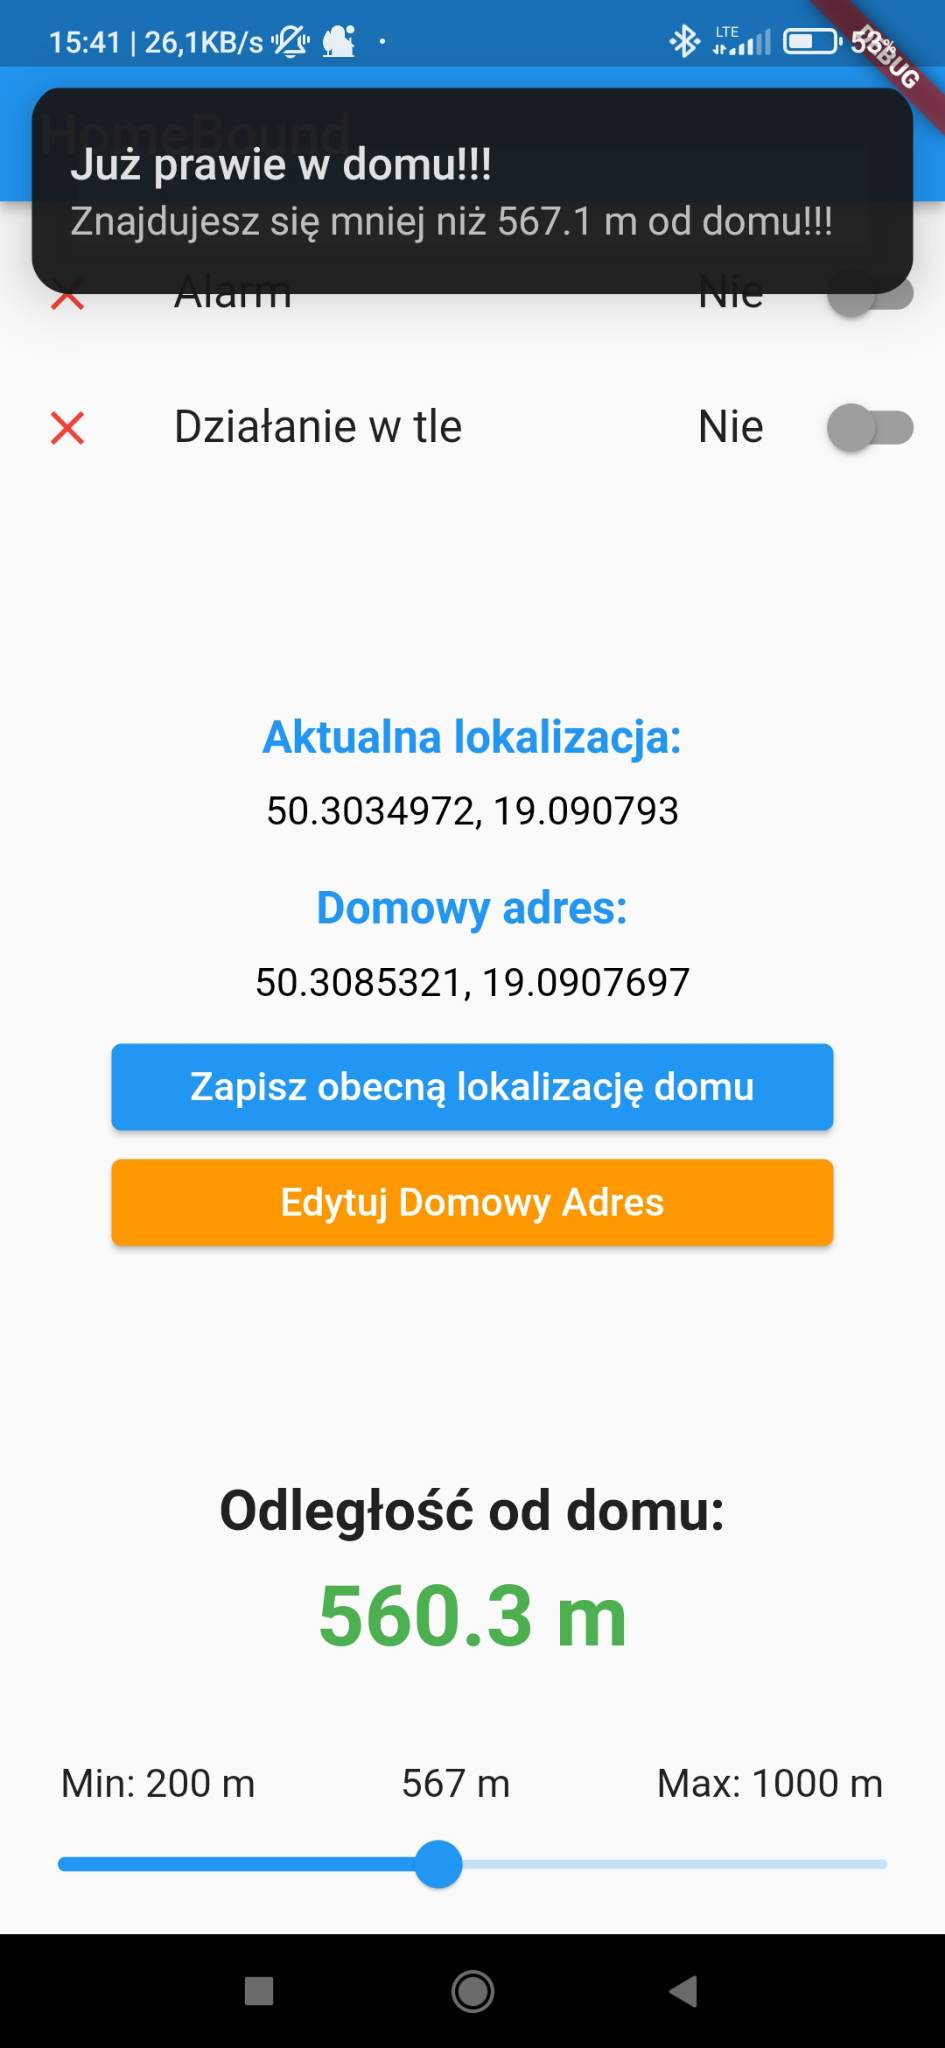 15:41 | 26,1KB/s
LTE
DEBUG
HomeBound
Już prawie w domu!!!
Znajdujesz się mniej niż 567.1 m od domu!!!
Alarm Nie
Działanie w tle Nie
Aktualna lokalizacja:
50.3034972, 19.090793
Domowy adres:
50.3085321, 19.0907697
Zapisz obecną lokalizację domu
Edytuj Domowy Adres
Odległość od domu:
560.3 m
Min: 200 m 567 m Max: 1000 m